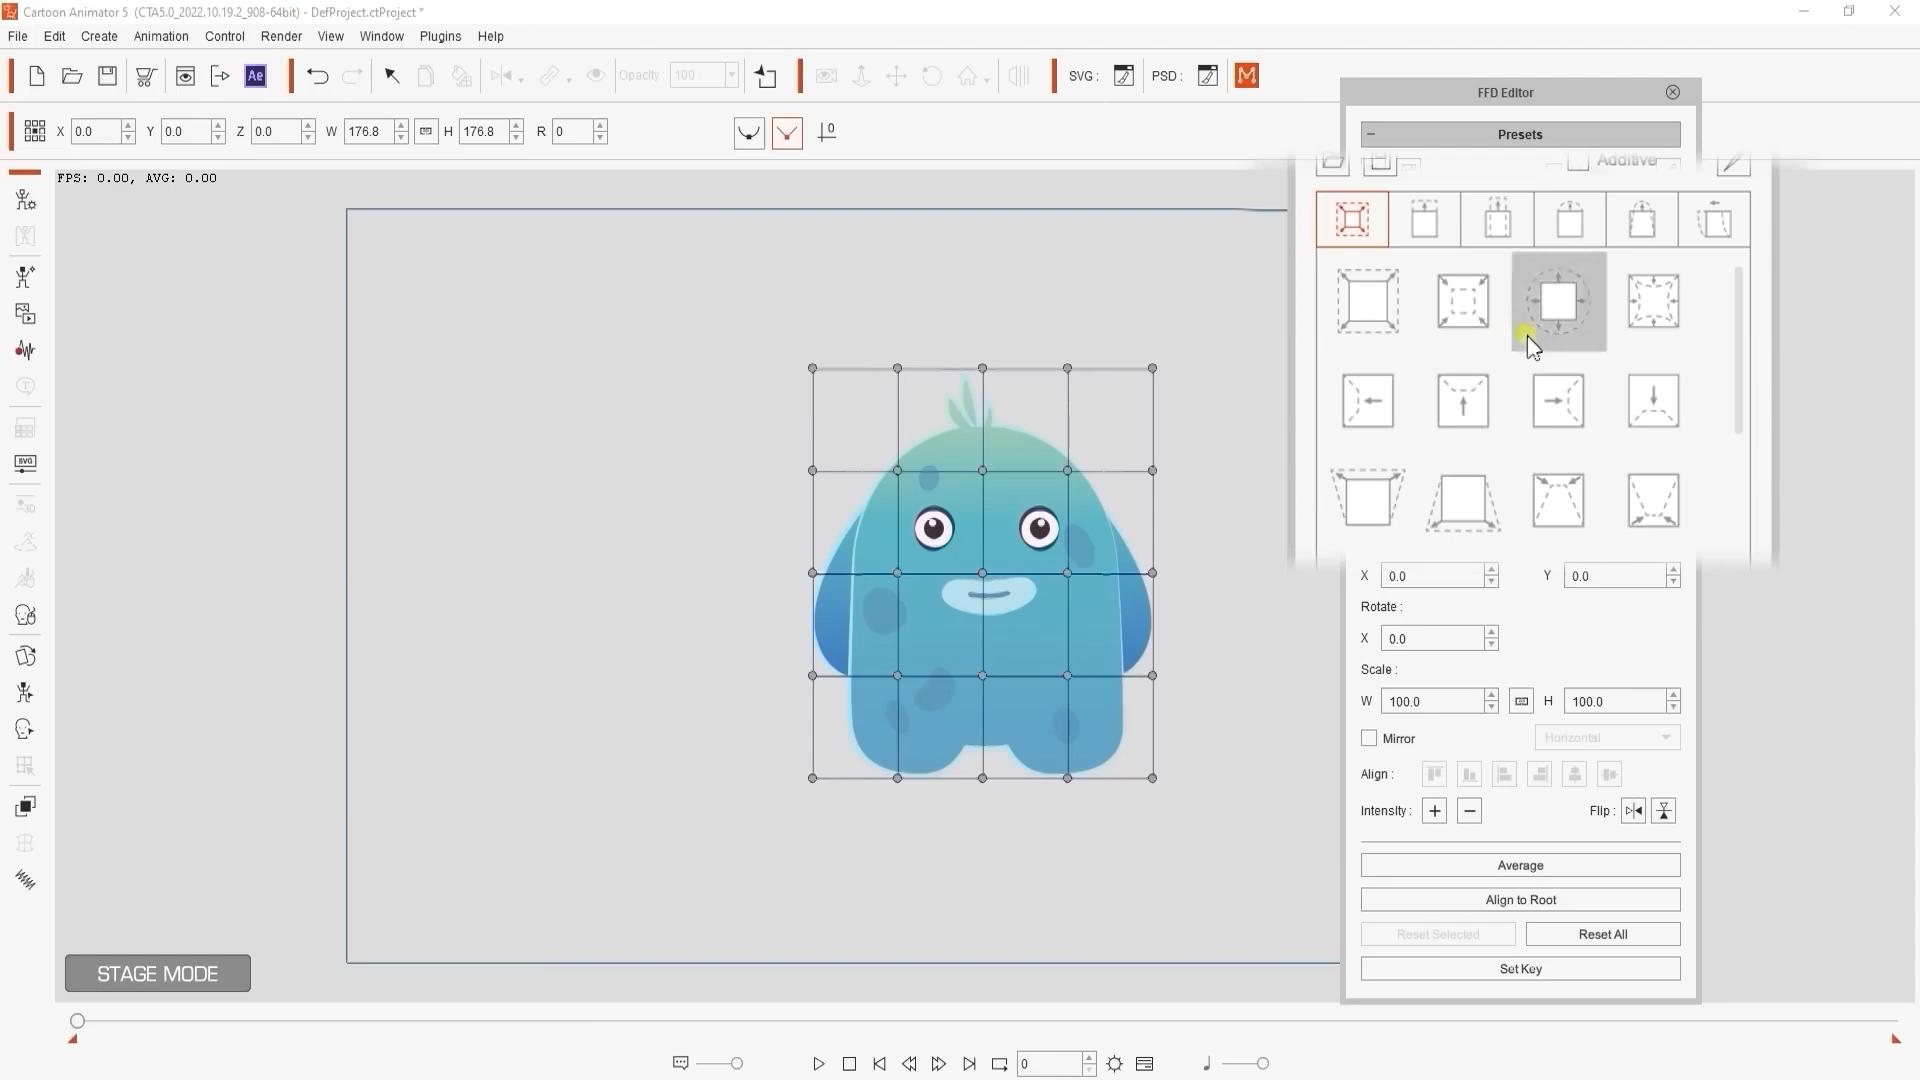 Cartoon Animator 5  (CTA5.0_2022.10.19.2_908-64bit) - DefProject.ctProject *
File Edit Create Animation Control Render View Window Plugins Help
Ae Opacity : 100 SVG : PSD :
X 0.0 Y 0.0 Z 0.0 W 176.8 H 176.8 R 0 0
FPS: 0.00, AVG: 0.00
FFD Editor
Presets
Additive
X 0.0 Y 0.0
Rotate :
X 0.0
Scale :
W 100.0 H 100.0
Mirror Horizontal
Align :
Intensity : Flip :
Average
Align to Root
Reset Selected Reset All
Set Key
T
SVG
3D
STAGE MODE
0